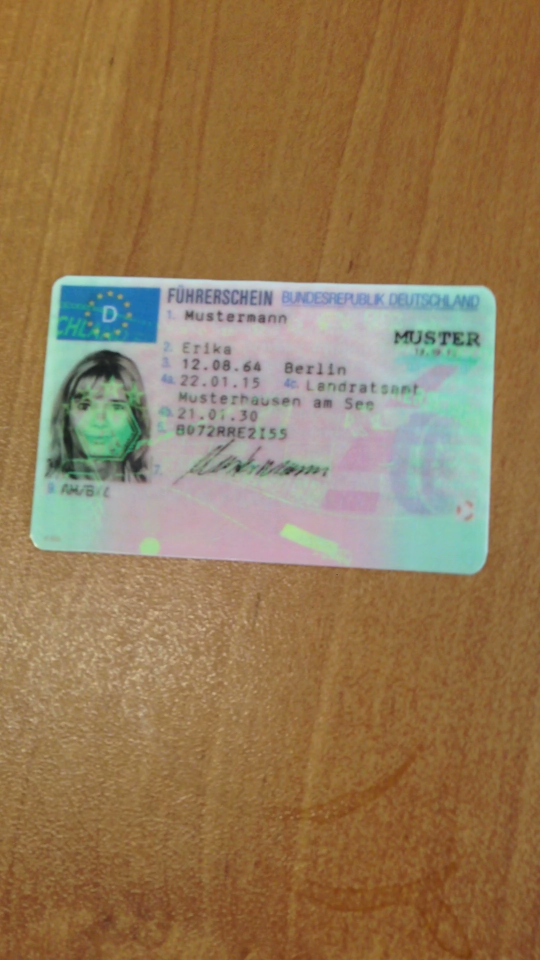 FÜHRERSCHEIN BUNDESREPUBLIK DEUTSCHLAND
D
1. Mustermann
MUSTER
2. Erika
3. 12.08.64 Berlin
4a. 22.01.15 4c. Landratsamt
Musterhausen am See
4b. 21.01.30
5. B072RRE2I55
7. Mustermann
9. AM/B/L